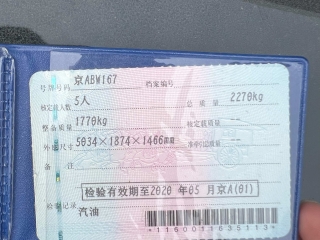 号牌号码 京ABW167 档案编号
核定载人数 5人 总质量 2270kg
整备质量 1770kg 核定载质量 --
外廓尺寸 5034×1874×1466mm 准牵引总质量 --
备注
检验有效期至2020年05月京A(01)
检验记录 汽油
*1160011635113*